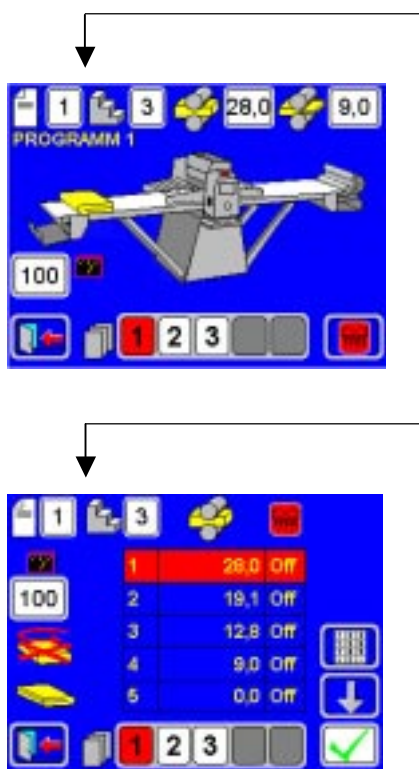 1 3 28,0 9,0
PROGRAMM 1
100
1 2 3
1 3
1 28,0 Off
100
2 19,1 Off
3 12,8 Off
4 9,0 Off
5 0,0 Off
1 2 3